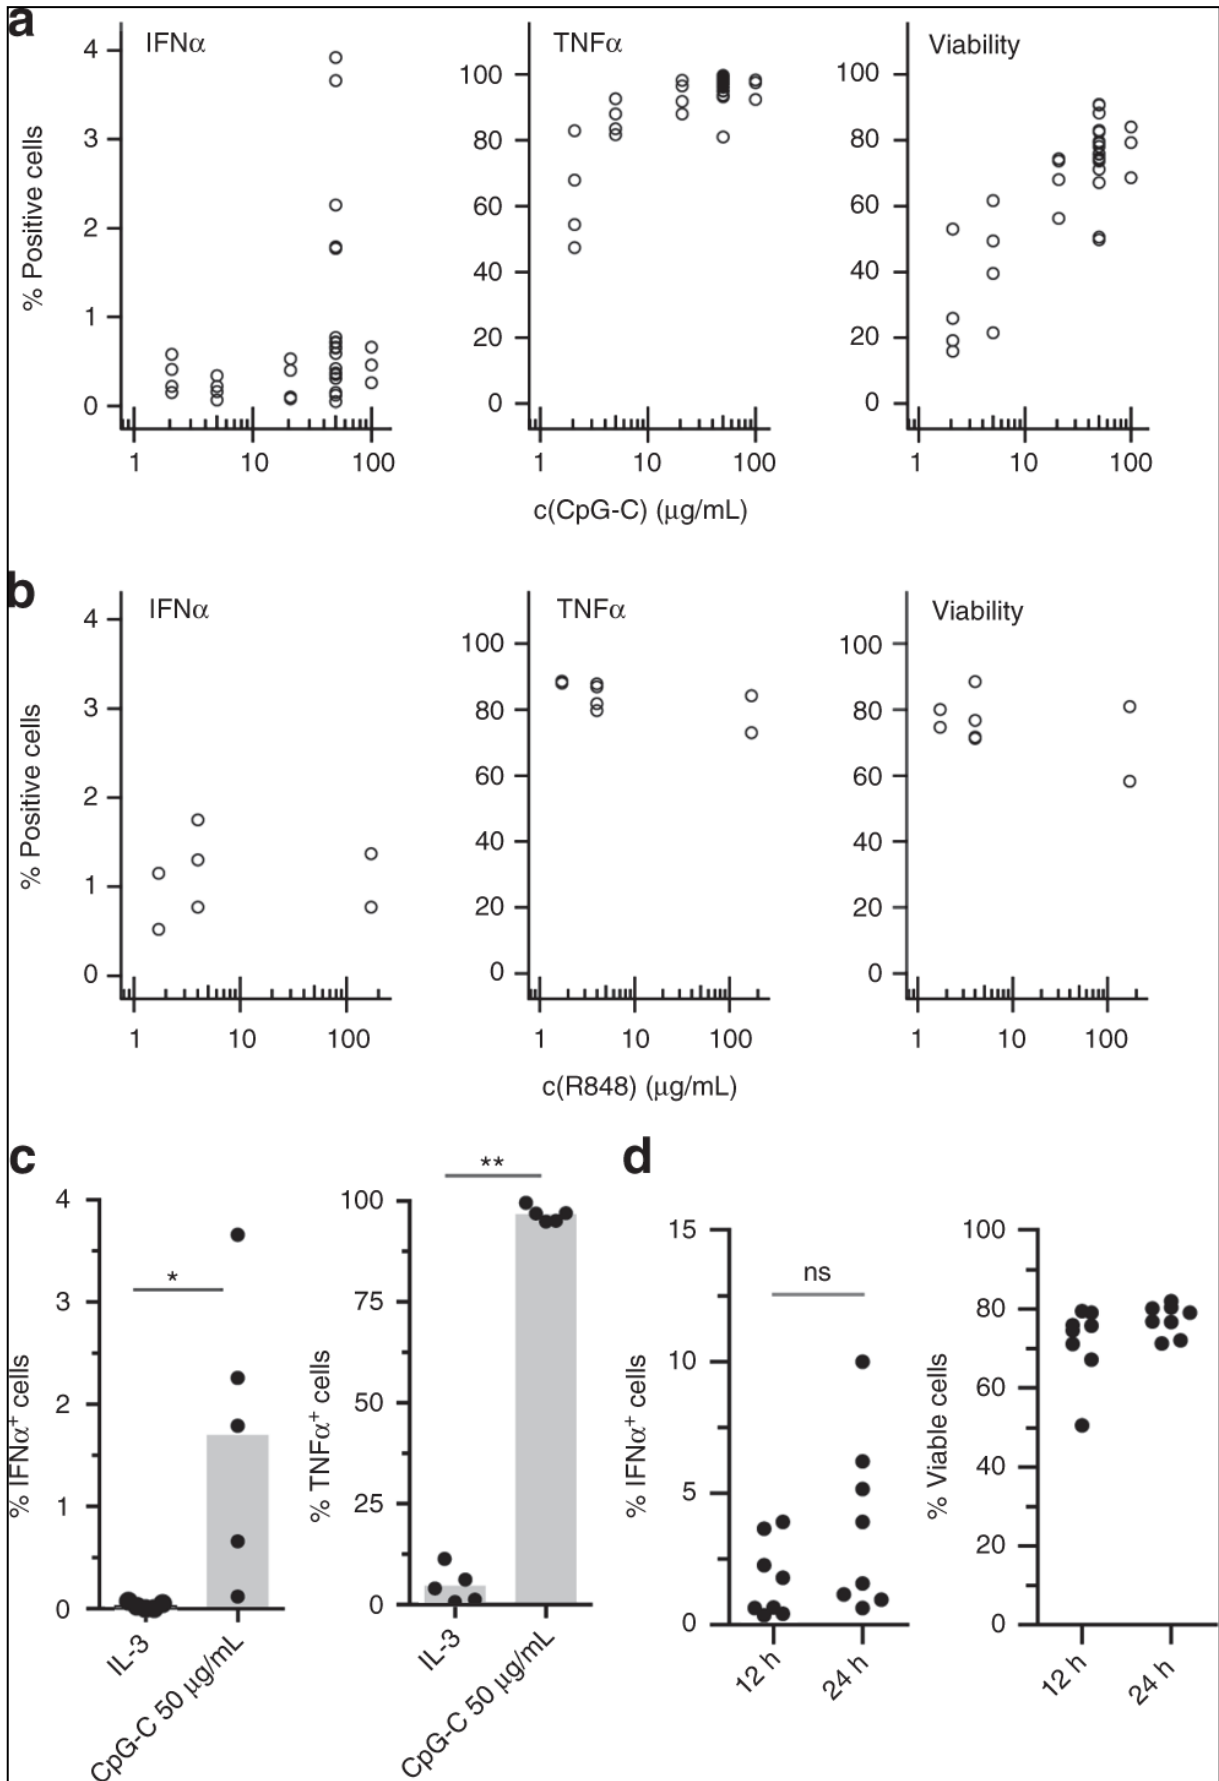 a
IFNα
TNFα
Viability
% Positive cells
4
3
2
1
0
100
80
60
40
20
0
100
80
60
40
20
0
1 10 100
1 10 100
1 10 100
c(CpG-C) (μg/mL)
b
IFNα
TNFα
Viability
% Positive cells
4
3
2
1
0
100
80
60
40
20
0
100
80
60
40
20
0
1 10 100
1 10 100
1 10 100
c(R848) (μg/mL)
c
% IFNα⁺ cells
4
3
2
1
0
*
IL-3
CpG-C 50 μg/mL
% TNFα⁺ cells
100
75
50
25
0
**
IL-3
CpG-C 50 μg/mL
d
% IFNα⁺ cells
15
10
5
0
ns
12 h
24 h
% Viable cells
100
80
60
40
20
0
12 h
24 h